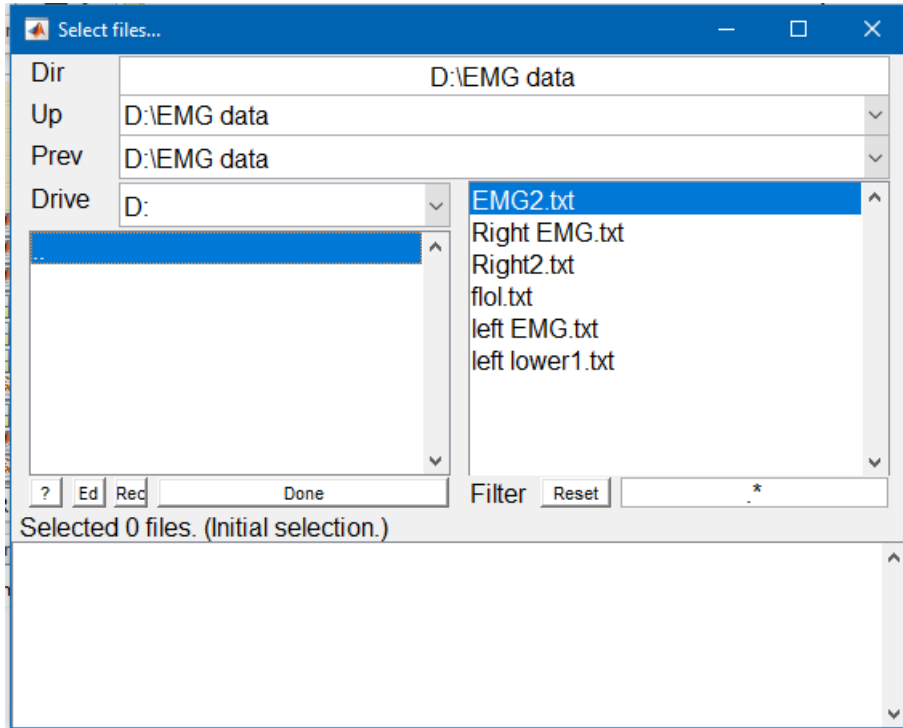 Select files...
Dir D:\EMG data
Up D:\EMG data
Prev D:\EMG data
Drive D:
..
EMG2.txt
Right EMG.txt
Right2.txt
flol.txt
left EMG.txt
left lower1.txt
? Ed Rec Done Filter Reset .*
Selected 0 files. (Initial selection.)